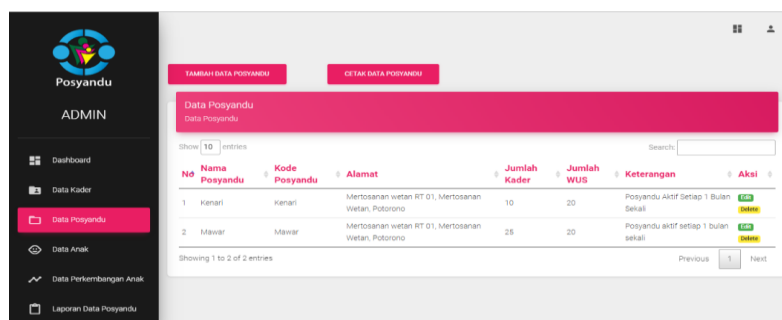 Posyandu
ADMIN
Dashboard
Data Kader
Data Posyandu
Data Anak
Data Perkembangan Anak
Laporan Data Posyandu
TAMBAH DATA POSYANDU
CETAK DATA POSYANDU
Data Posyandu
Data Posyandu
Show 10 entries
Search:
No Nama Posyandu Kode Posyandu Alamat Jumlah Kader Jumlah WUS Keterangan Aksi
1 Kenari Kenari Mertosanan wetan RT 01, Mertosanan Wetan, Potorono 10 20 Posyandu Aktif Setiap 1 Bulan Sekali Edit Delete
2 Mawar Mawar Mertosanan wetan RT 01, Mertosanan Wetan, Potorono 25 20 Posyandu aktif setiap 1 bulan sekali Edit Delete
Showing 1 to 2 of 2 entries
Previous 1 Next